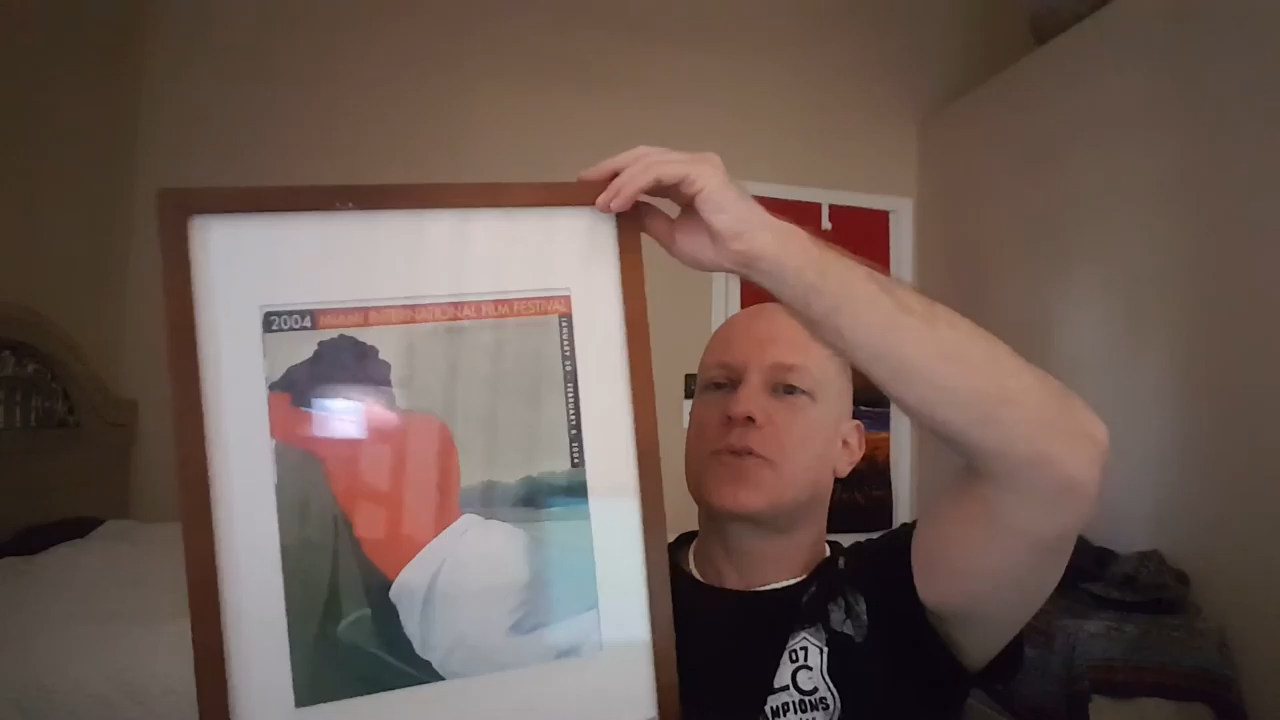 2004 MIAMI INTERNATIONAL FILM FESTIVAL
JANUARY 30 - FEBRUARY 8, 2004
07
C
MPIONS